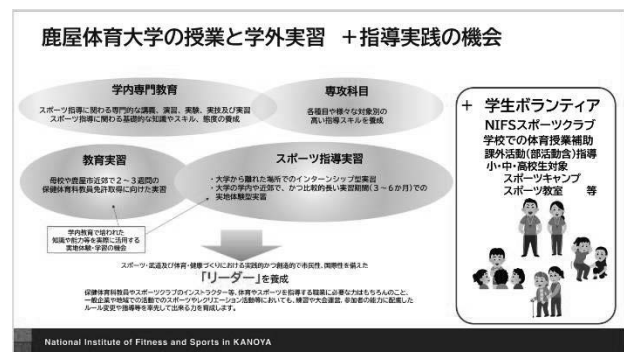 鹿屋体育大学の授業と学外実習 +指導実践の機会
学内専門教育
スポーツ指導に関わる専門的な講義、演習、実験、実技及び実習
スポーツ指導に関わる基礎的な知識やスキル、態度の養成
専攻科目
各種目や様々な対象別の
高い指導スキルを養成
教育実習
母校や鹿屋市近郊で2~3週間の
保健体育科教員免許取得に向けた実習
スポーツ指導実習
・大学から離れた場所でのインターンシップ型実習
・大学の学内や近郊で、かつ比較的長い実習期間(3~6か月)での
実地体験型実習
学内教育で培われた
知識や能力等を実際に活用する
実地体験・学習の機会
スポーツ・武道及び体育・健康づくりにおける実践的かつ創造的で市民性、国際性を備えた
「リーダー」を養成
保健体育科教員やスポーツクラブのインストラクター等、体育やスポーツを指導する職業に必要な力はもちろんのこと、
一般企業や地域での活動でのスポーツやレクリエーション活動等においても、練習や大会運営、参加者の能力に配慮した
ルール変更や指導等を率先して出来る力を育成します。
+ 学生ボランティア
NIFSスポーツクラブ
学校での体育授業補助
課外活動(部活動含)指導
小・中・高校生対象
スポーツキャンプ
スポーツ教室 等
National Institute of Fitness and Sports in KANOYA